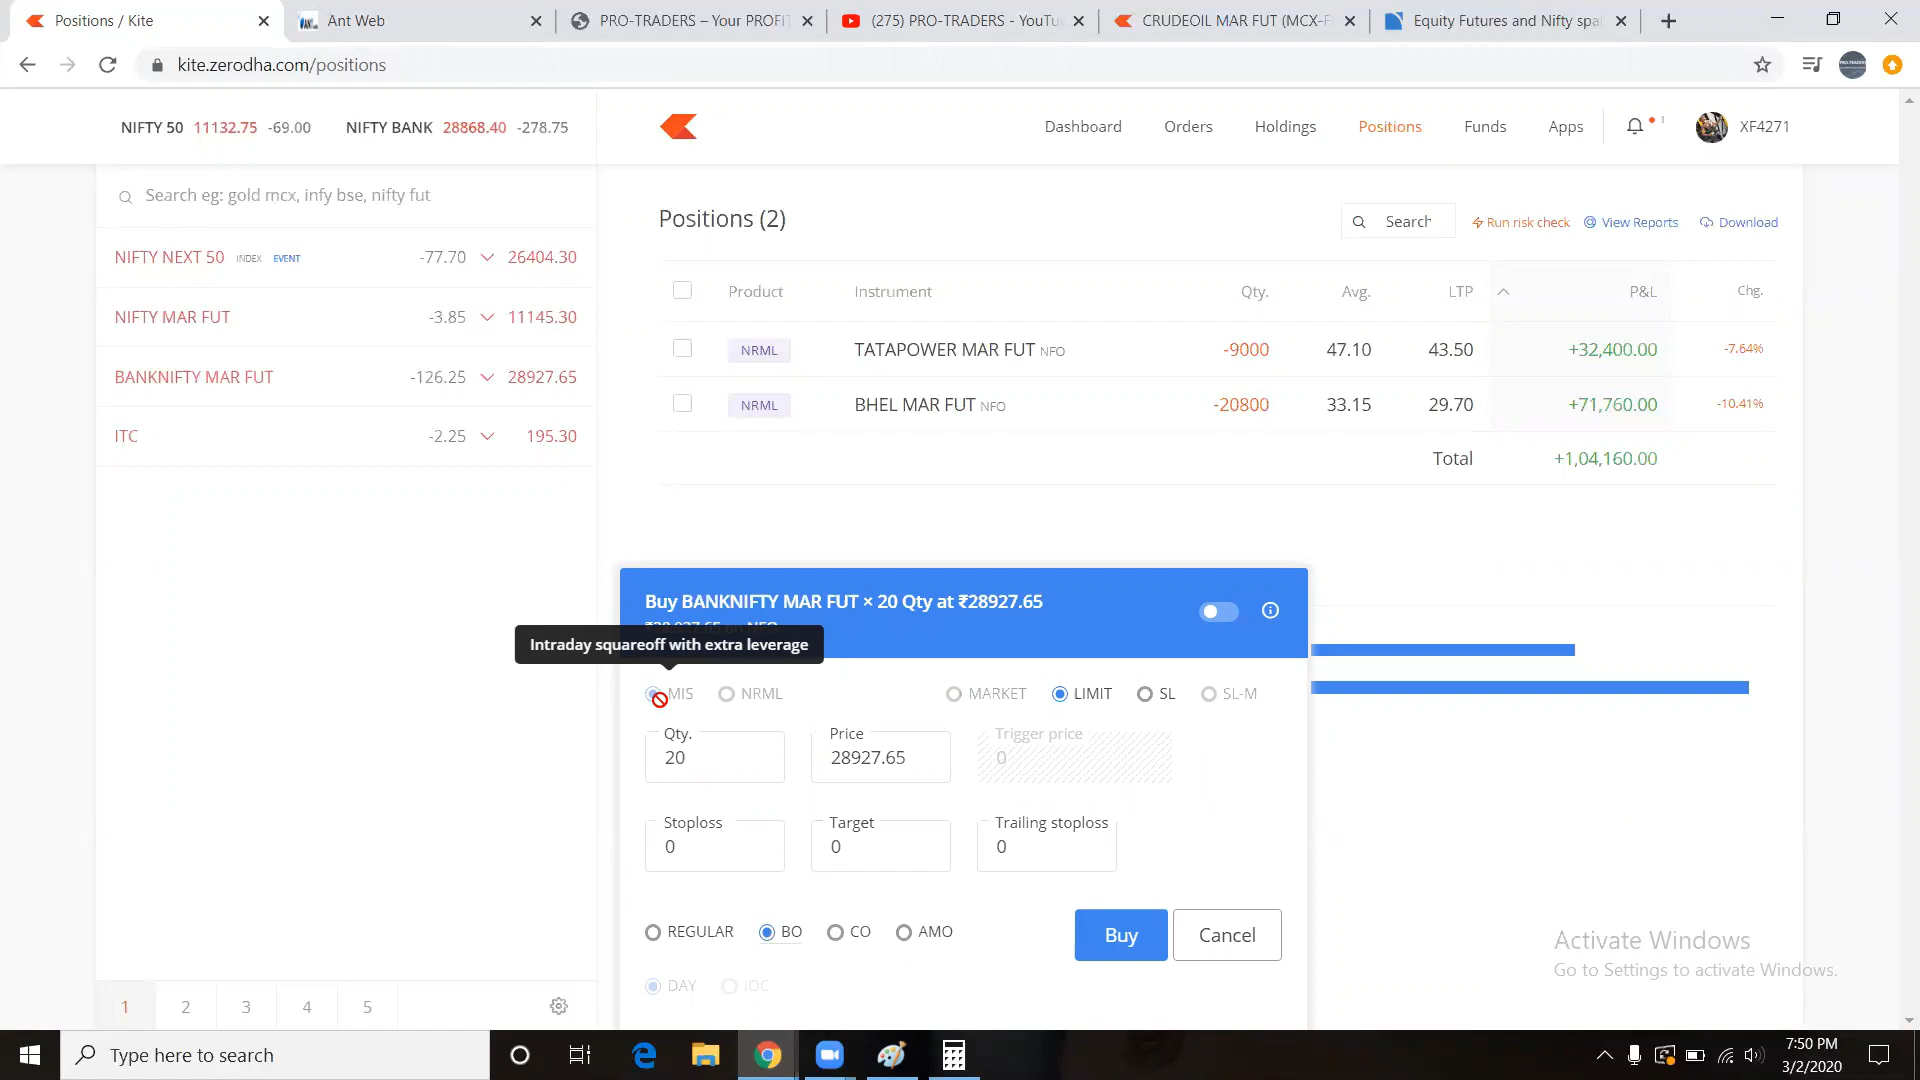 Positions / Kite
Ant Web
PRO-TRADERS – Your PROFIT
(275) PRO-TRADERS - YouTu
CRUDEOIL MAR FUT (MCX-F
Equity Futures and Nifty spa
kite.zerodha.com/positions
NIFTY 50 11132.75 -69.00 NIFTY BANK 28868.40 -278.75
Dashboard Orders Holdings Positions Funds Apps 1 XF4271
Search eg: gold mcx, infy bse, nifty fut
NIFTY NEXT 50 INDEX EVENT -77.70 26404.30
NIFTY MAR FUT -3.85 11145.30
BANKNIFTY MAR FUT -126.25 28927.65
ITC -2.25 195.30
1 2 3 4 5
Positions (2)
Search Run risk check View Reports Download
Product Instrument Qty. Avg. LTP P&L Chg.
NRML TATAPOWER MAR FUT NFO -9000 47.10 43.50 +32,400.00 -7.64%
NRML BHEL MAR FUT NFO -20800 33.15 29.70 +71,760.00 -10.41%
Total +1,04,160.00
Buy BANKNIFTY MAR FUT × 20 Qty at ₹28927.65
₹28,927.65 on NFO
Intraday squareoff with extra leverage
MIS NRML MARKET LIMIT SL SL-M
Qty. Price Trigger price
20 28927.65 0
Stoploss Target Trailing stoploss
0 0 0
REGULAR BO CO AMO
Buy Cancel
DAY IOC
Activate Windows
Go to Settings to activate Windows.
Type here to search
7:50 PM
3/2/2020